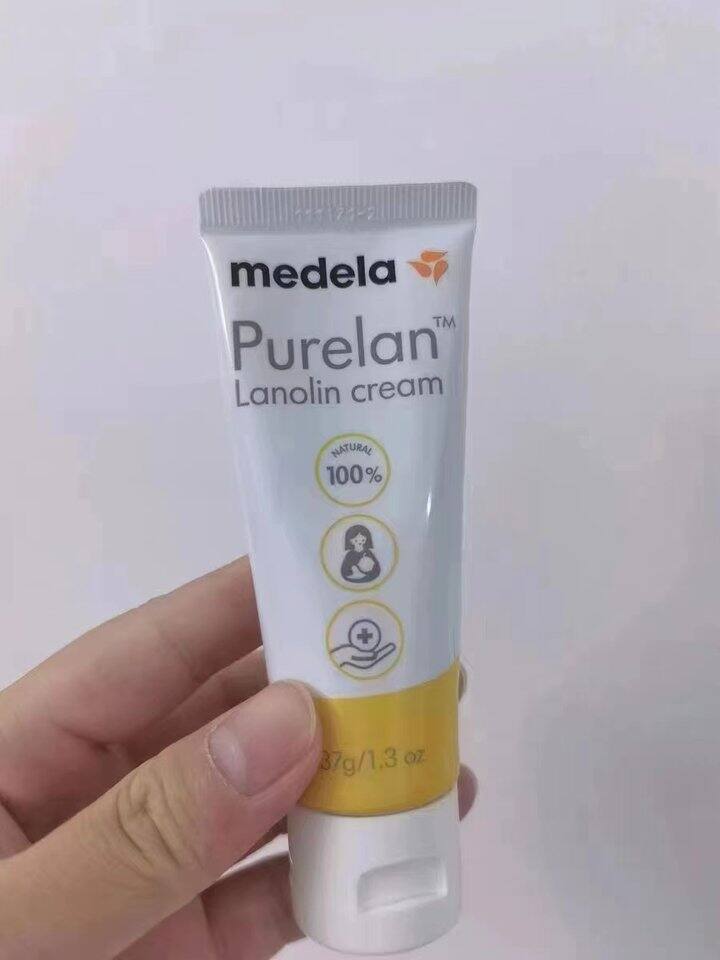 medela
Purelan™
Lanolin cream
NATURAL
100%
37g/1.3 oz